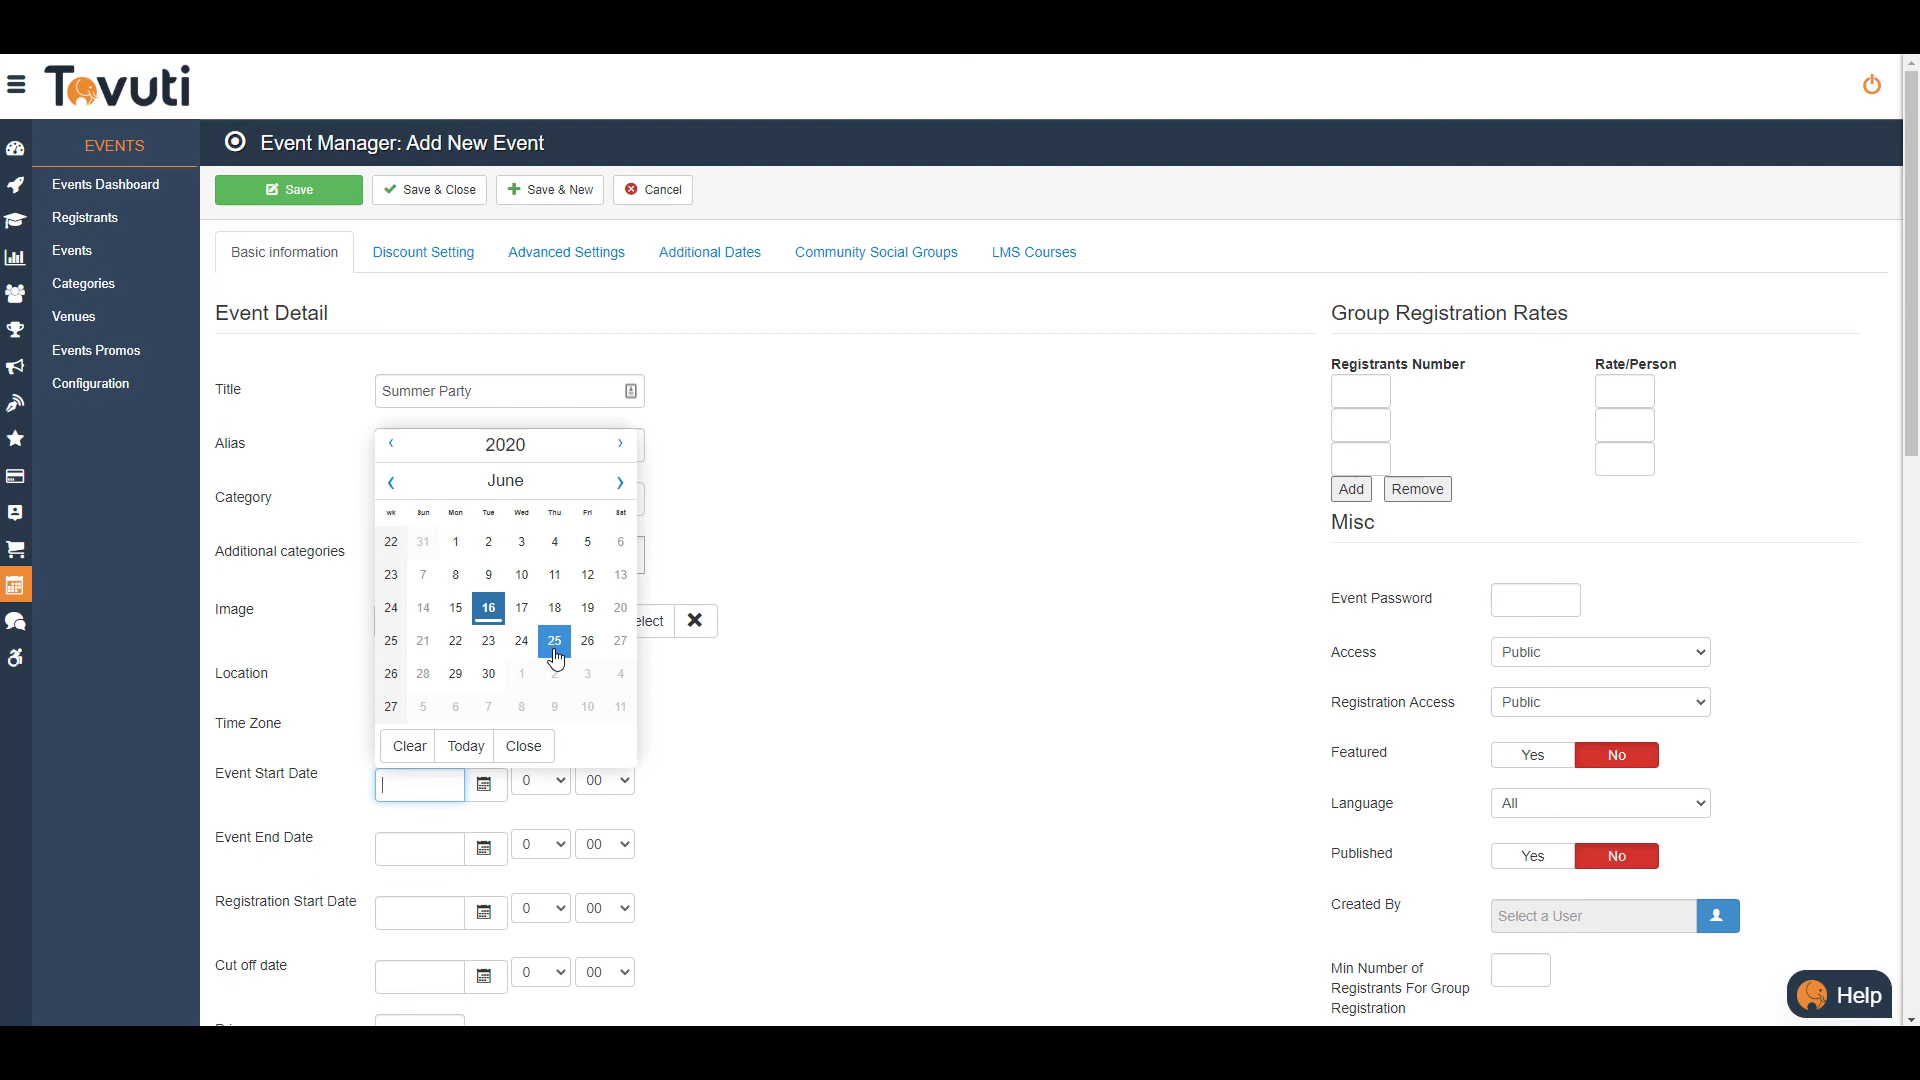 Tovuti
EVENTS
Events Dashboard
Registrants
Events
Categories
Venues
Events Promos
Configuration
Event Manager: Add New Event
Save
Save & Close
Save & New
Cancel
Basic information
Discount Setting
Advanced Settings
Additional Dates
Community Social Groups
LMS Courses
Event Detail
Title
Summer Party
Alias
Category
Additional categories
Image
elect
Location
Time Zone
2020
June
wk Sun Mon Tue Wed Thu Fri Sat
22 31 1 2 3 4 5 6
23 7 8 9 10 11 12 13
24 14 15 16 17 18 19 20
25 21 22 23 24 25 26 27
26 28 29 30 1 2 3 4
27 5 6 7 8 9 10 11
Clear Today Close
Event Start Date
0 00
Event End Date
0 00
Registration Start Date
0 00
Cut off date
0 00
Group Registration Rates
Registrants Number
Rate/Person
Add
Remove
Misc
Event Password
Access
Public
Registration Access
Public
Featured
Yes No
Language
All
Published
Yes No
Created By
Select a User
Min Number of
Registrants For Group
Registration
Help